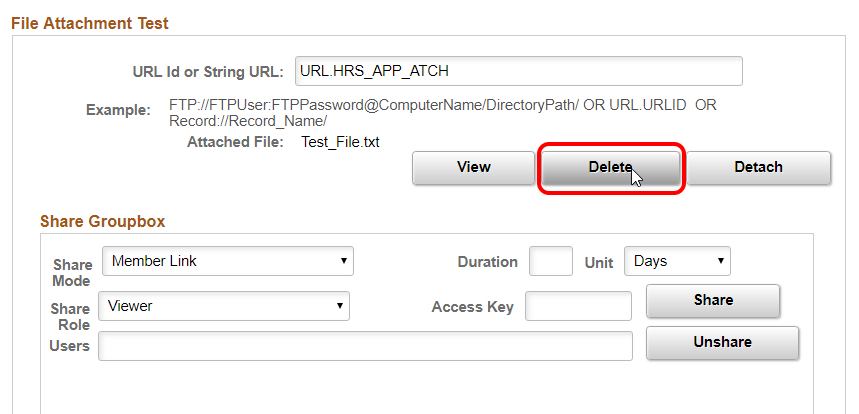 File Attachment Test
URL Id or String URL: URL.HRS_APP_ATCH
Example: FTP://FTPUser:FTPPassword@ComputerName/DirectoryPath/ OR URL.URLID OR
Record://Record_Name/
Attached File: Test_File.txt
View Delete Detach
Share Groupbox
Share Mode Member Link Duration Unit Days
Share Role Viewer Access Key Share
Users Unshare